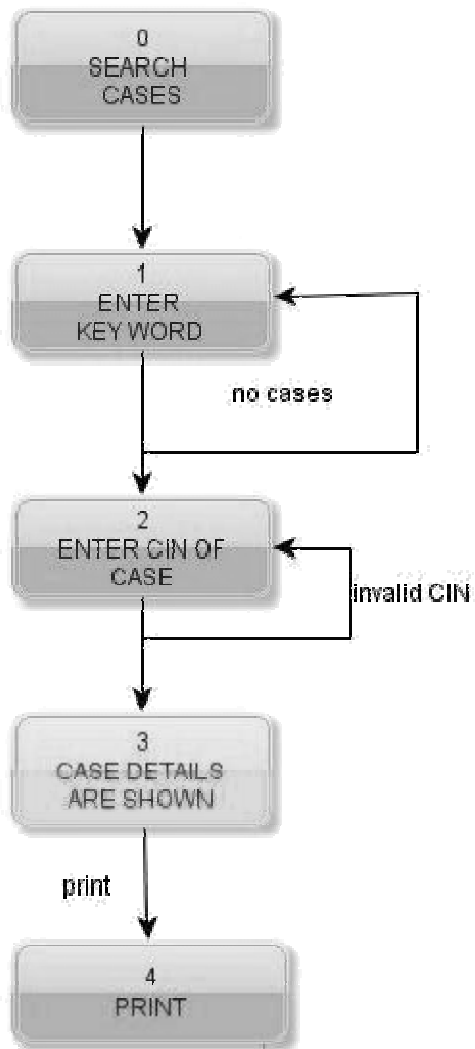 0
SEARCH
CASES
1
ENTER
KEY WORD
no cases
2
ENTER CIN OF
CASE
invalid CIN
3
CASE DETAILS
ARE SHOWN
print
4
PRINT